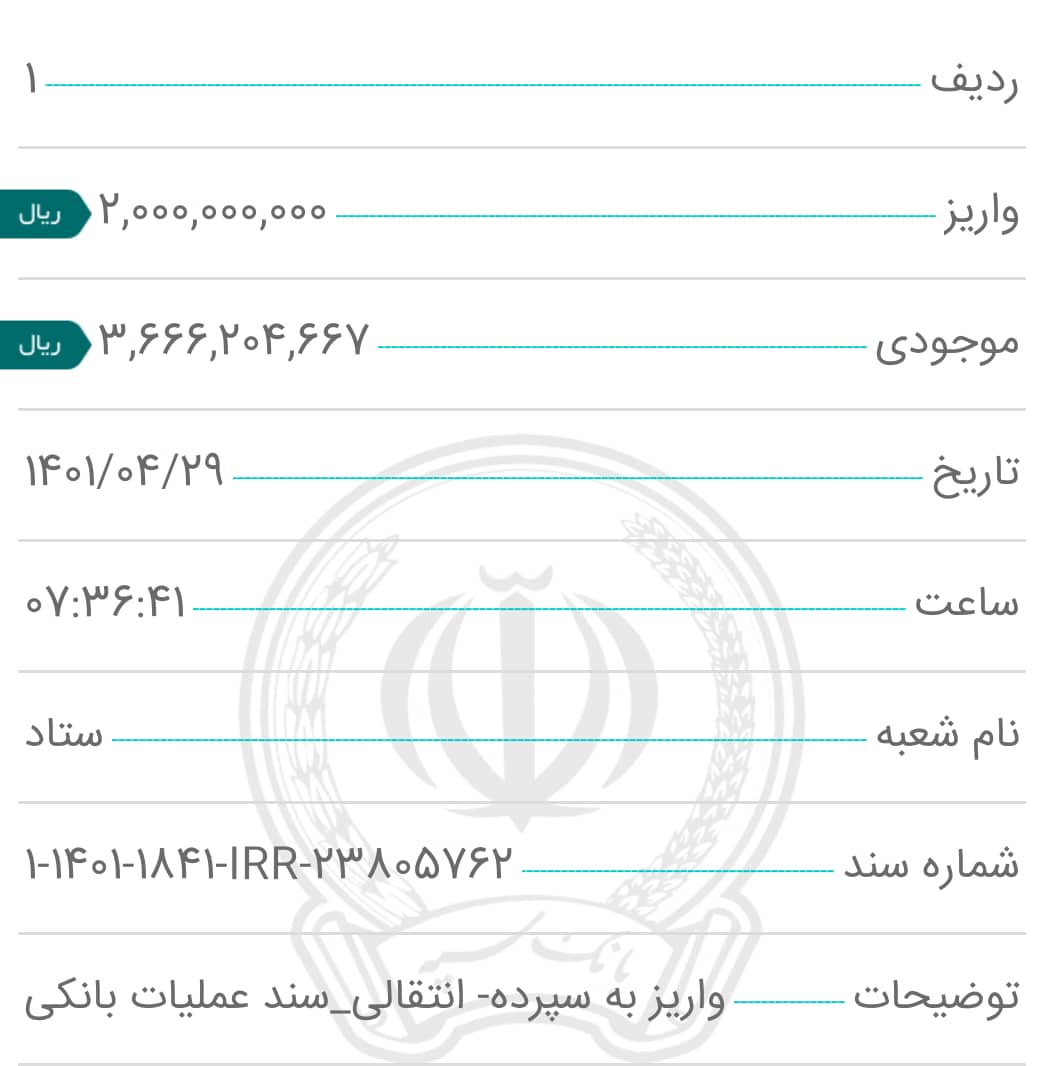 ردیف ۱
واریز ۲,۰۰۰,۰۰۰,۰۰۰ ریال
موجودی ۳,۶۶۶,۲۰۴,۶۶۷ ریال
تاریخ ۱۴۰۱/۰۴/۲۹
ساعت ۰۷:۳۶:۴۱
نام شعبه ستاد
شماره سند ۱-۱۴۰۱-۱۸۴۱-IRR-۲۳۸۰۵۷۶۲
بانک سپه
توضیحات واریز به سپرده- انتقالی_سند عملیات بانکی